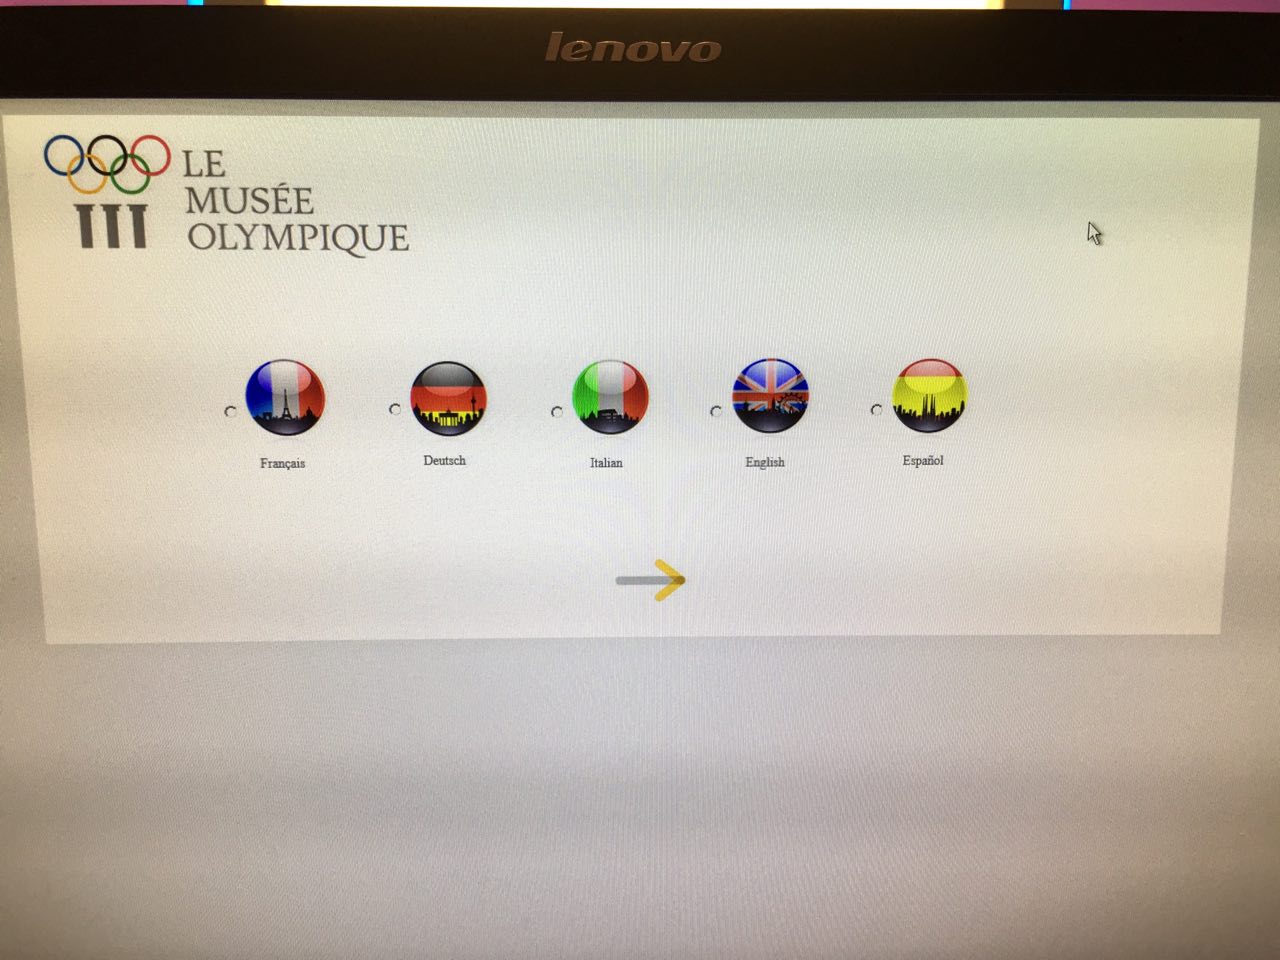 lenovo
LE
MUSÉE
OLYMPIQUE
Français
Deutsch
Italian
English
Español